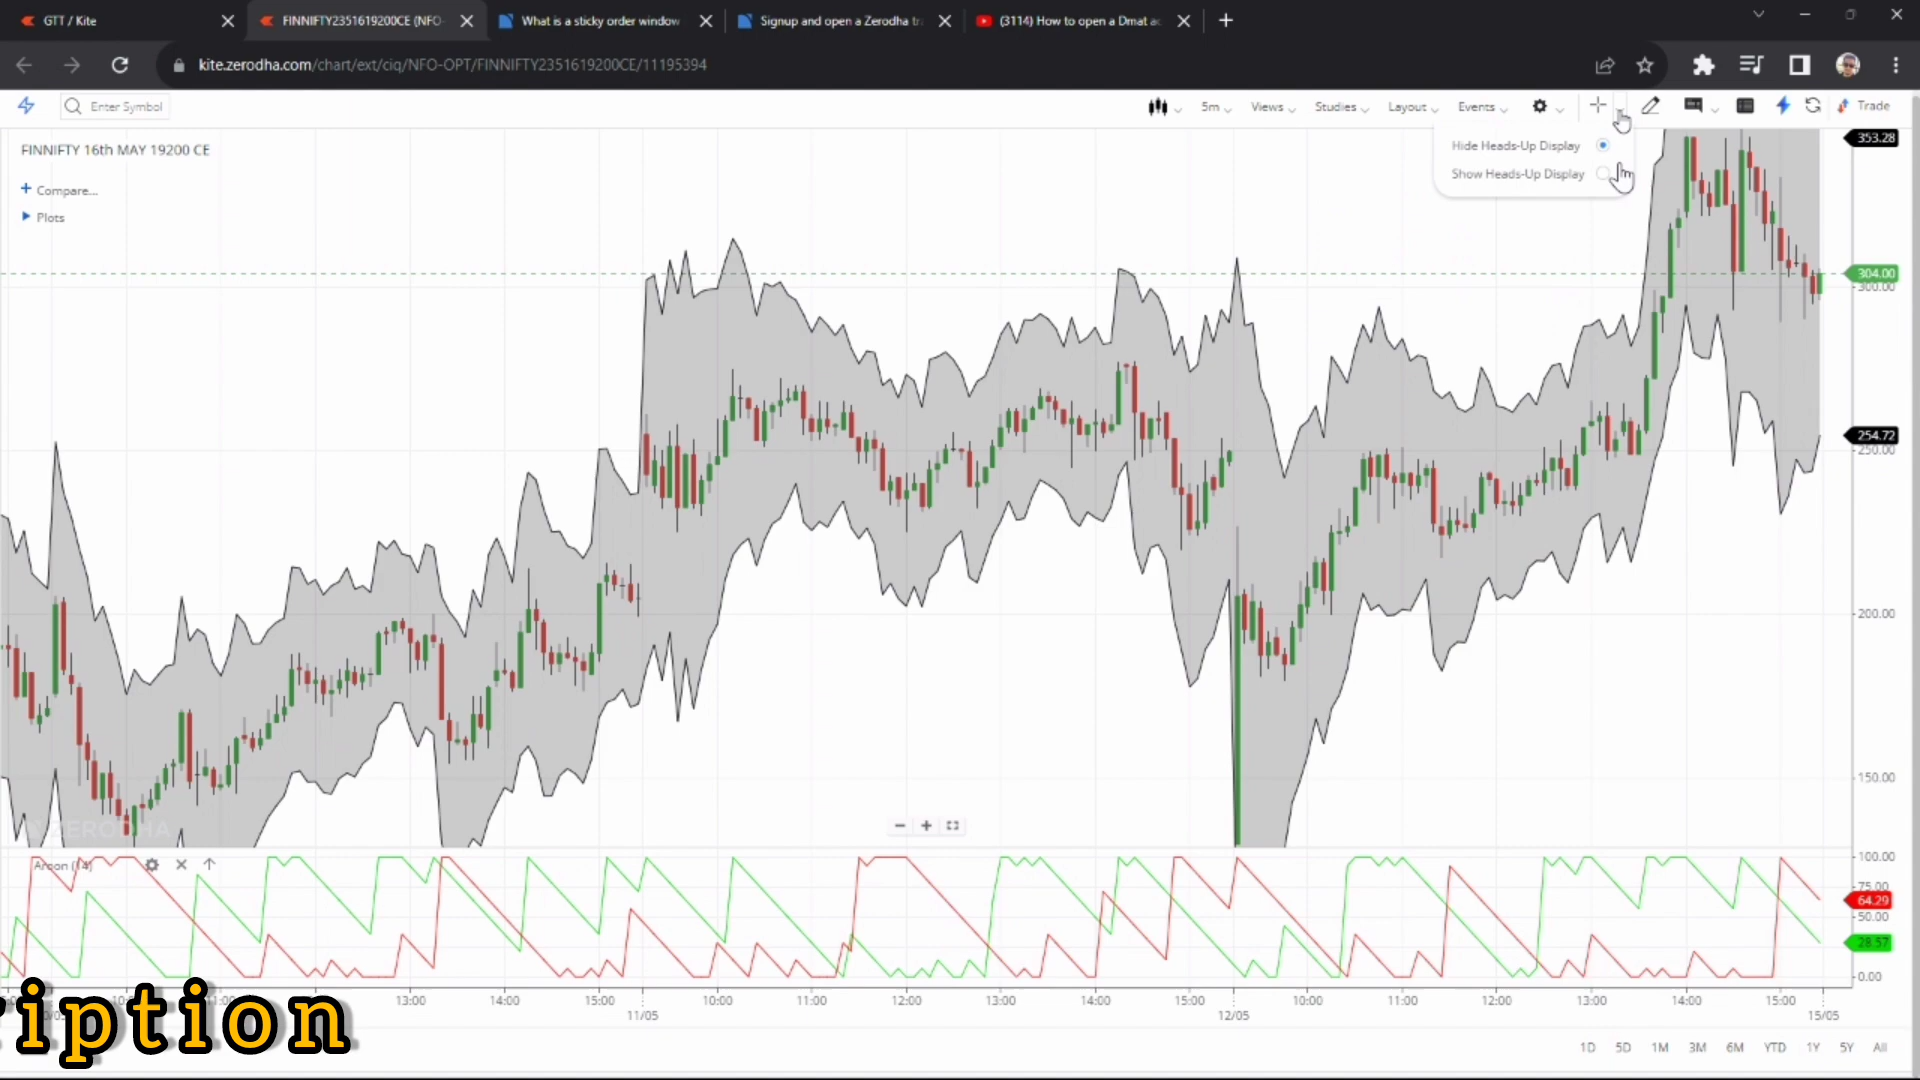 GTT / Kite
FINNIFTY2351619200CE (NFO-
What is a sticky order window
Signup and open a Zerodha tr
(3114) How to open a Dmat ac
kite.zerodha.com/chart/ext/ciq/NFO-OPT/FINNIFTY2351619200CE/11195394
Enter Symbol
5m
Views
Studies
Layout
Events
Trade
Hide Heads-Up Display
Show Heads-Up Display
FINNIFTY 16th MAY 19200 CE
Compare...
Plots
353.28
304.00
300.00
254.72
250.00
200.00
150.00
ZERODHA
Aroon (14)
100.00
75.00
64.29
50.00
28.57
0.00
13:00 14:00 15:00 10:00 11:00 12:00 13:00 14:00 15:00 10:00 11:00 12:00 13:00 14:00 15:00
11/05 12/05 15/05
iption
1D 5D 1M 3M 6M YTD 1Y 5Y All